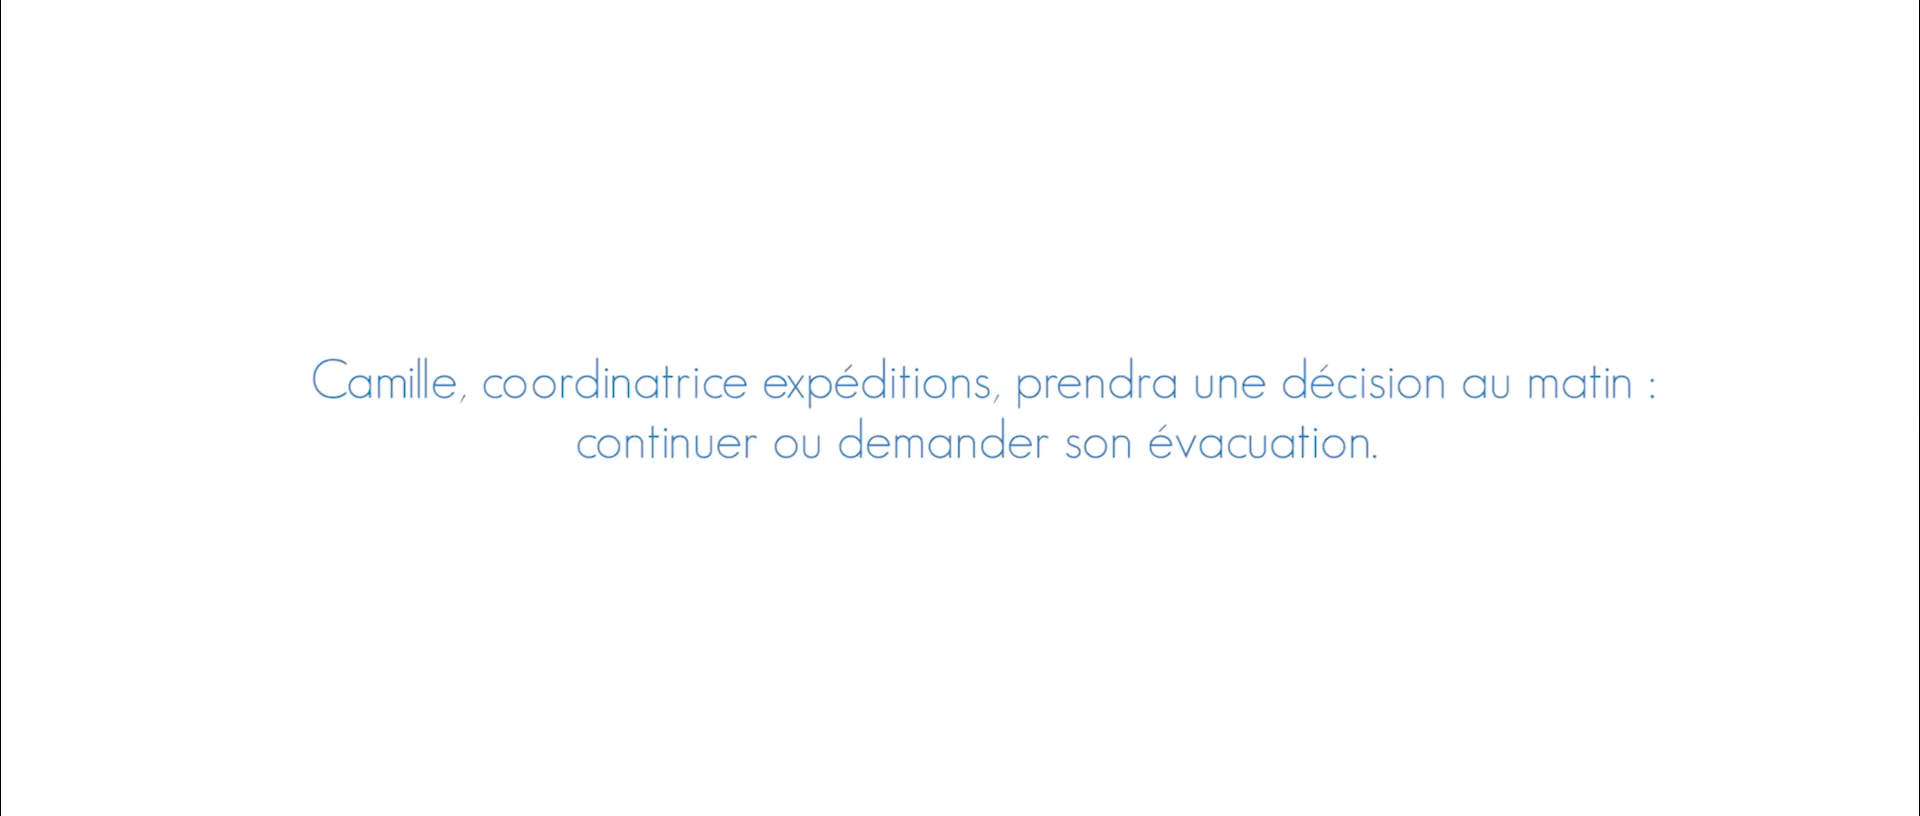 Camille, coordinatrice expéditions, prendra une décision au matin :
continuer ou demander son évacuation.